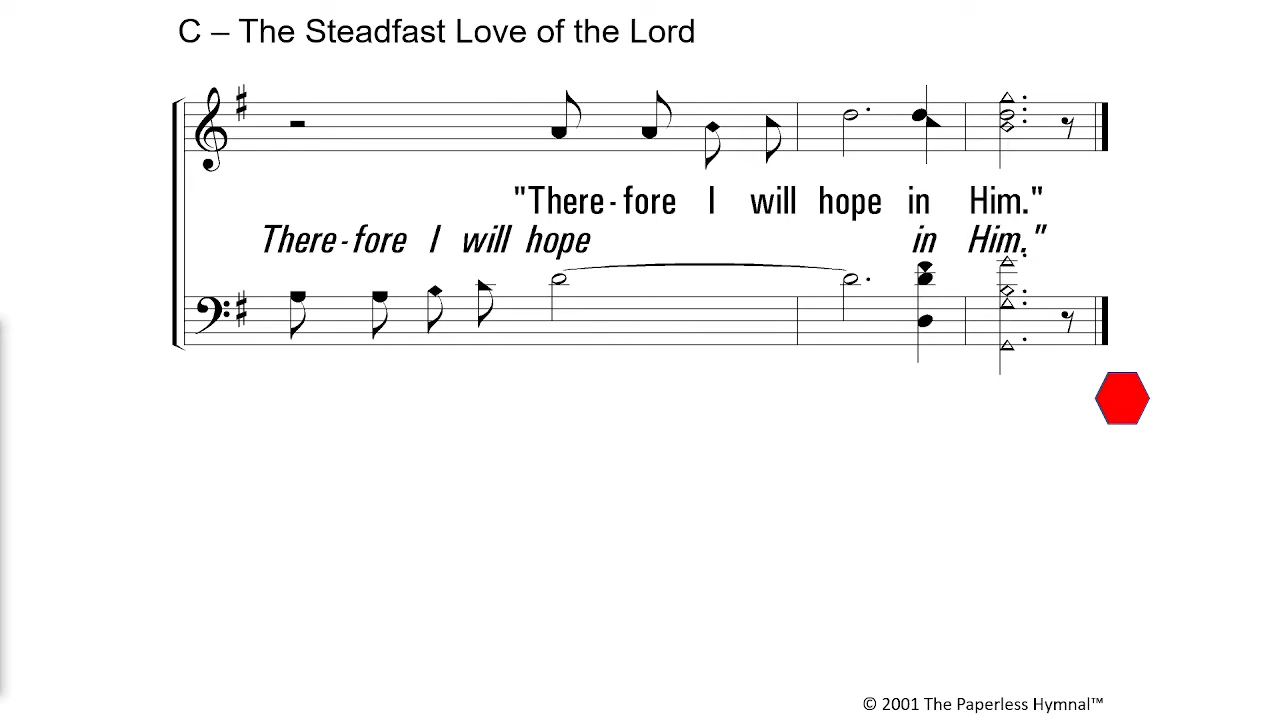 C – The Steadfast Love of the Lord
"There-fore I will hope in Him."
There-fore I will hope in Him."
© 2001 The Paperless Hymnal™